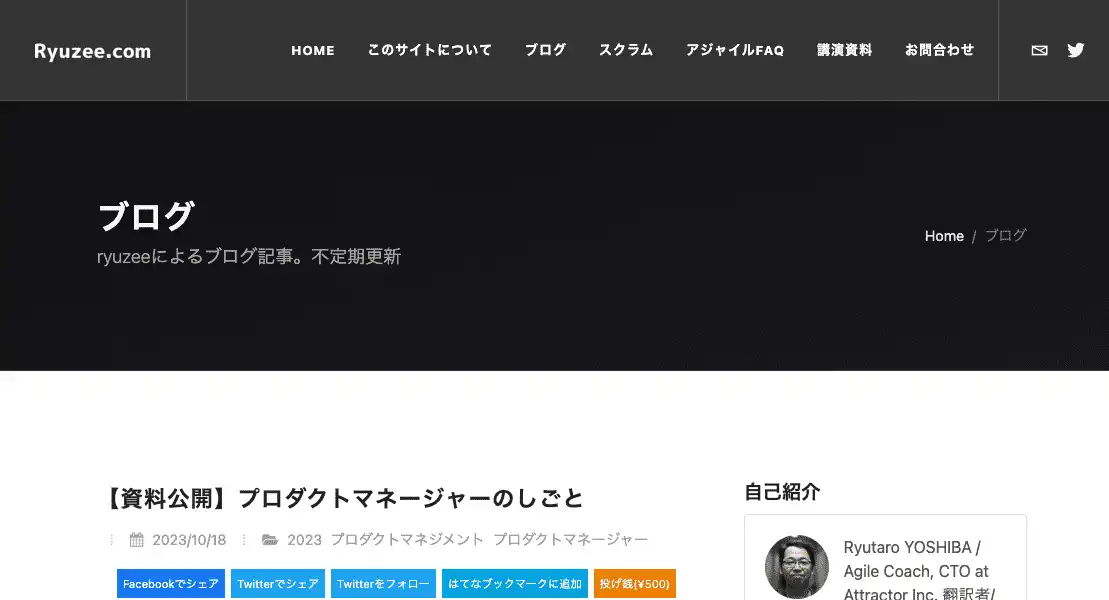 Ryuzee.com
HOME このサイトについて ブログ スクラム アジャイルFAQ 講演資料 お問合わせ
ブログ
ryuzeeによるブログ記事。不定期更新
Home / ブログ
【資料公開】プロダクトマネージャーのしごと
2023/10/18 2023 プロダクトマネジメント プロダクトマネージャー
Facebookでシェア Twitterでシェア Twitterをフォロー はてなブックマークに追加 投げ銭(¥500)
自己紹介
Ryutaro YOSHIBA /
Agile Coach, CTO at
Attractor Inc. 翻訳者/